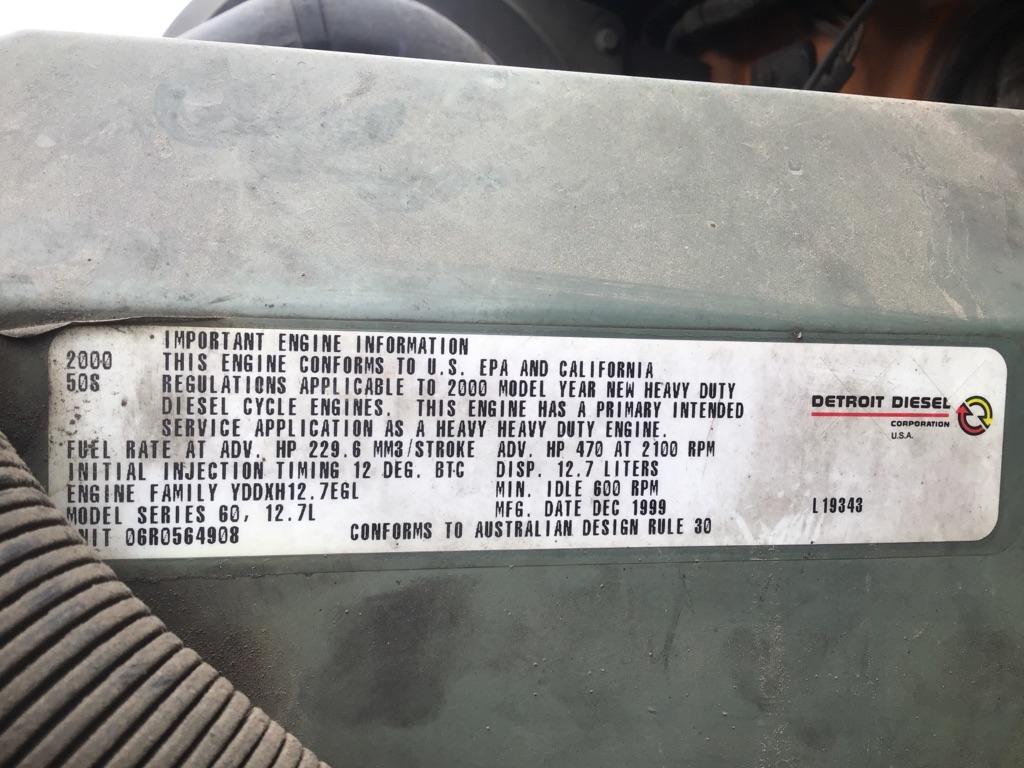 IMPORTANT ENGINE INFORMATION
2000 THIS ENGINE CONFORMS TO U.S. EPA AND CALIFORNIA
50S REGULATIONS APPLICABLE TO 2000 MODEL YEAR NEW HEAVY DUTY
DIESEL CYCLE ENGINES. THIS ENGINE HAS A PRIMARY INTENDED
SERVICE APPLICATION AS A HEAVY HEAVY DUTY ENGINE.
FUEL RATE AT ADV. HP 229.6 MM3/STROKE ADV. HP 470 AT 2100 RPM
INITIAL INJECTION TIMING 12 DEG. BTC DISP. 12.7 LITERS
ENGINE FAMILY YDDXH12.7EGL MIN. IDLE 600 RPM
MODEL SERIES 60, 12.7L MFG. DATE DEC 1999 L19343
06R0564908 CONFORMS TO AUSTRALIAN DESIGN RULE 30
DETROIT DIESEL
CORPORATION
U.S.A.